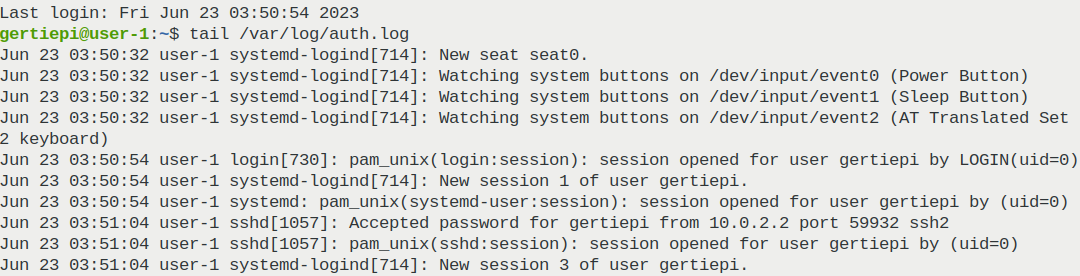 Last login: Fri Jun 23 03:50:54 2023
gertiepi@user-1:~$ tail /var/log/auth.log
Jun 23 03:50:32 user-1 systemd-logind[714]: New seat seat0.
Jun 23 03:50:32 user-1 systemd-logind[714]: Watching system buttons on /dev/input/event0 (Power Button)
Jun 23 03:50:32 user-1 systemd-logind[714]: Watching system buttons on /dev/input/event1 (Sleep Button)
Jun 23 03:50:32 user-1 systemd-logind[714]: Watching system buttons on /dev/input/event2 (AT Translated Set
2 keyboard)
Jun 23 03:50:54 user-1 login[730]: pam_unix(login:session): session opened for user gertiepi by LOGIN(uid=0)
Jun 23 03:50:54 user-1 systemd-logind[714]: New session 1 of user gertiepi.
Jun 23 03:50:54 user-1 systemd: pam_unix(systemd-user:session): session opened for user gertiepi by (uid=0)
Jun 23 03:51:04 user-1 sshd[1057]: Accepted password for gertiepi from 10.0.2.2 port 59932 ssh2
Jun 23 03:51:04 user-1 sshd[1057]: pam_unix(sshd:session): session opened for user gertiepi by (uid=0)
Jun 23 03:51:04 user-1 systemd-logind[714]: New session 3 of user gertiepi.